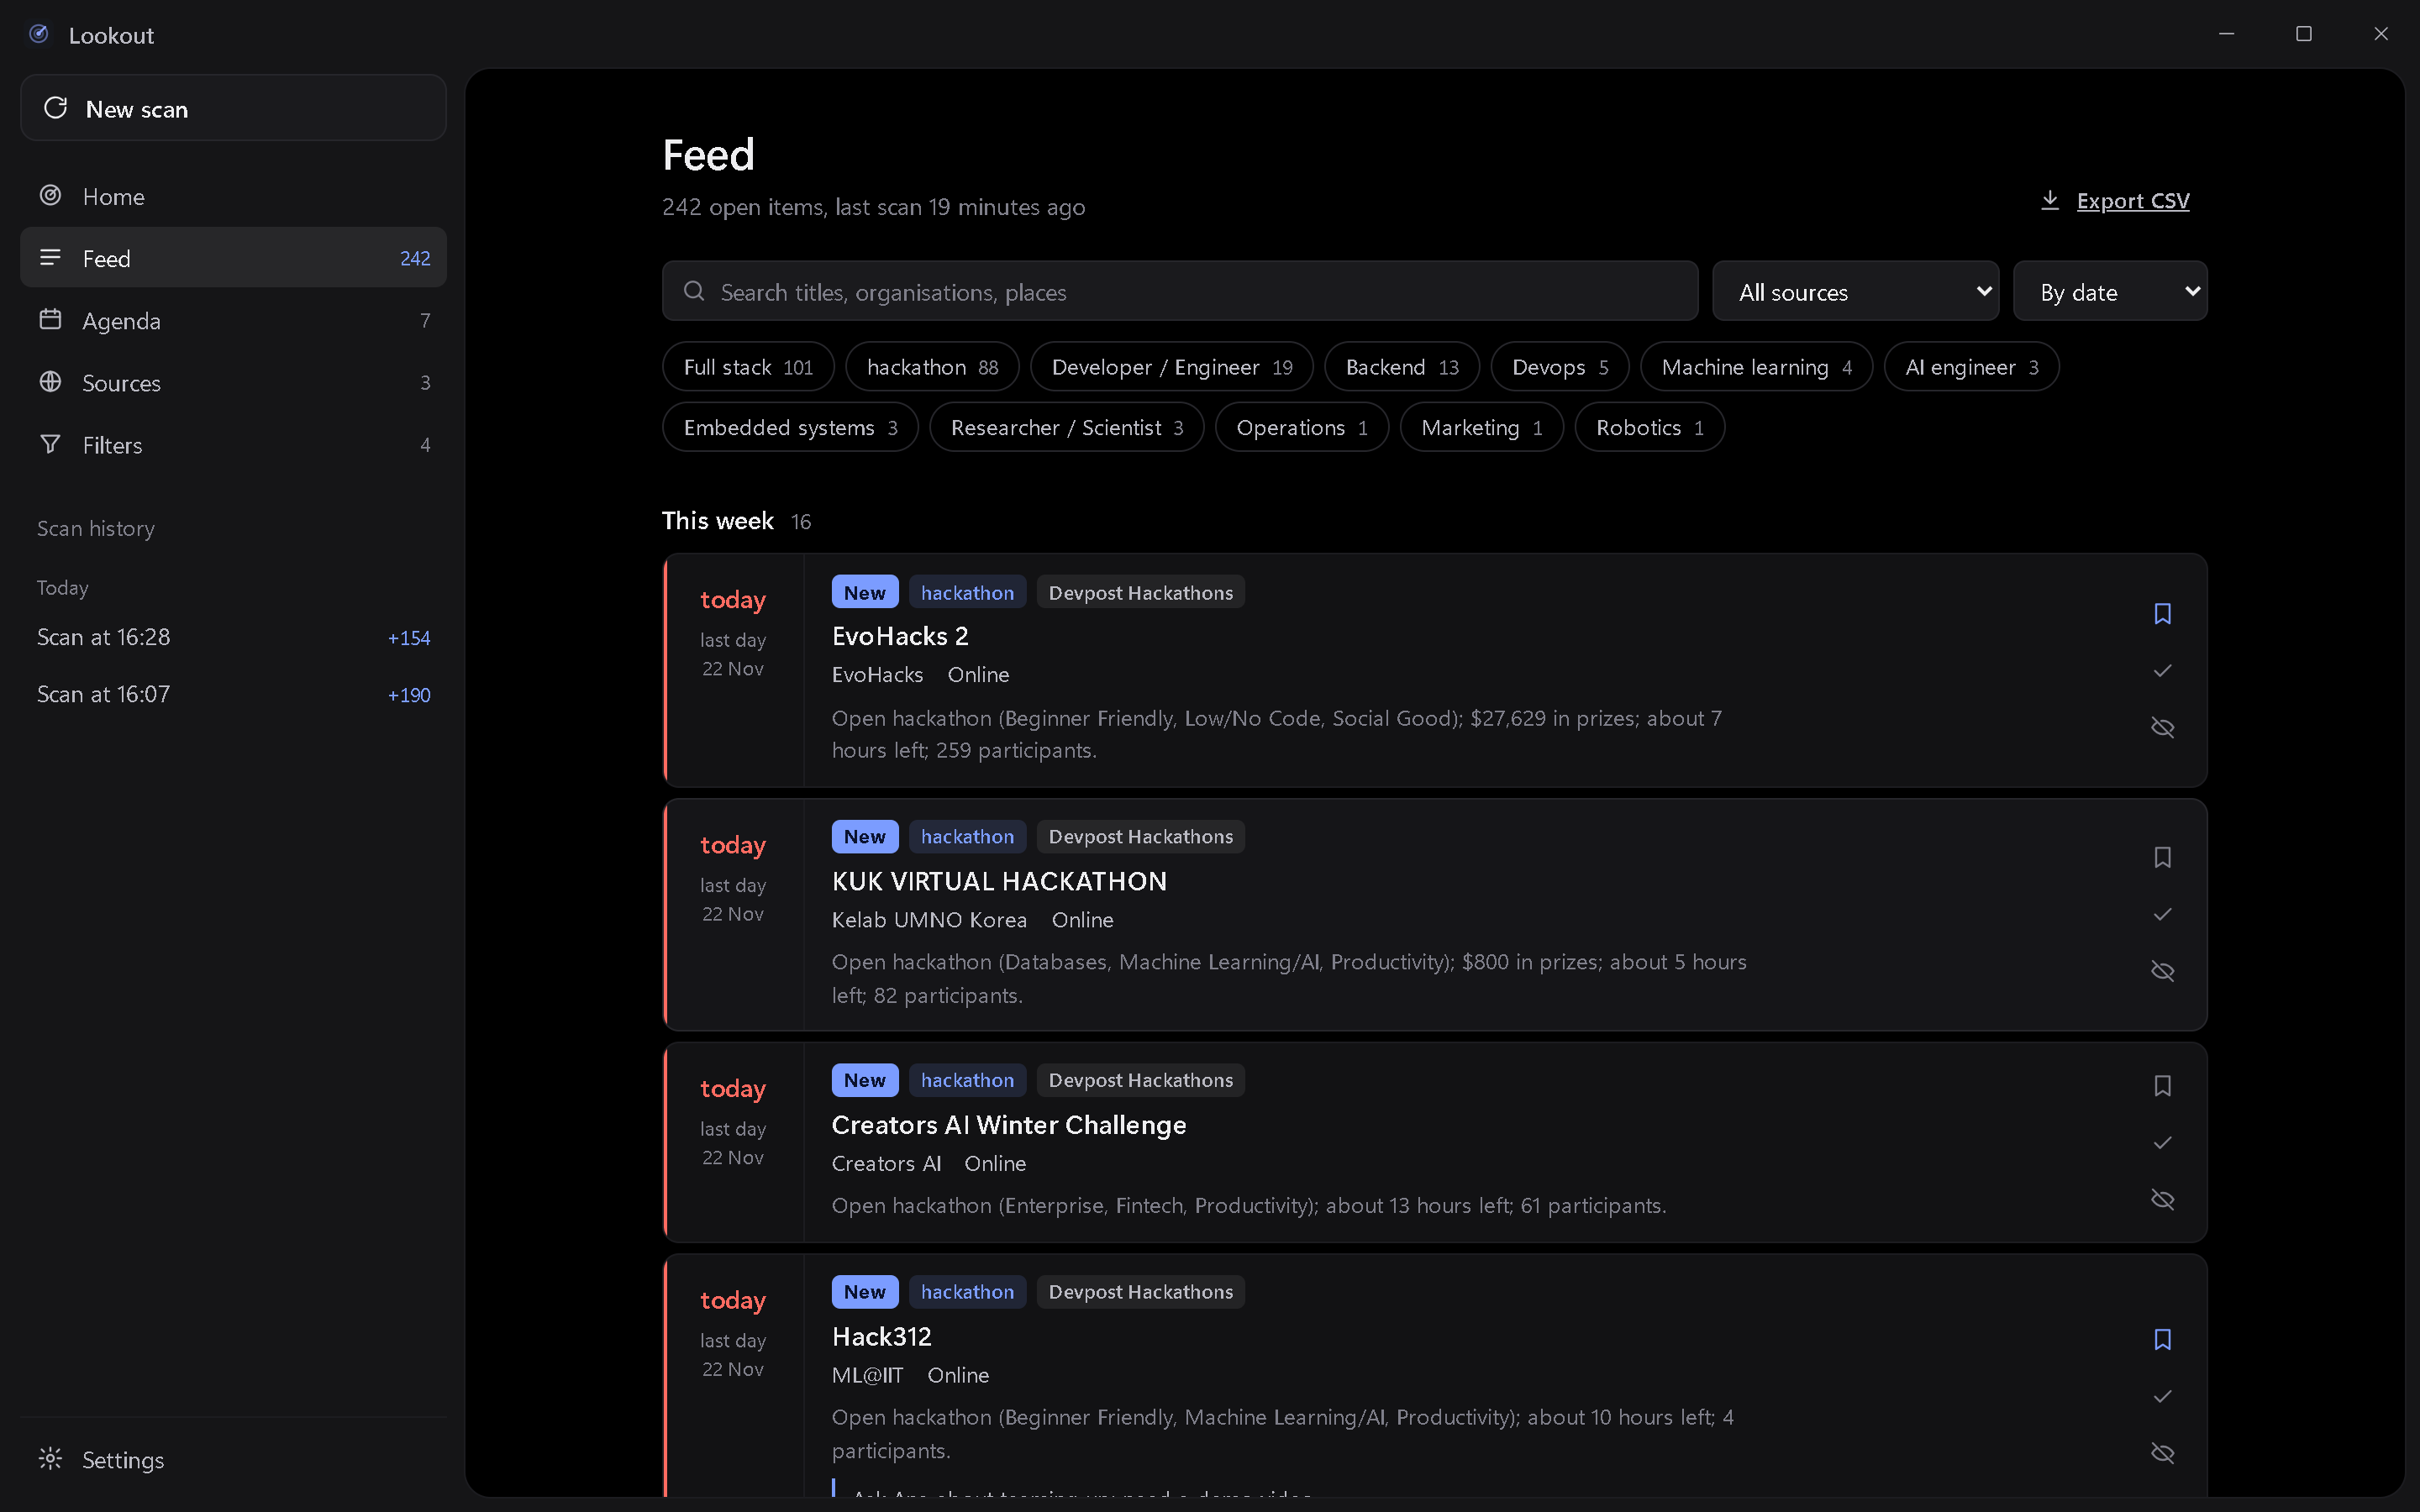 Lookout
New scan
Home
Feed 242
Agenda 7
Sources 3
Filters 4
Scan history
Today
Scan at 16:28 +154
Scan at 16:07 +190
Settings
Feed
242 open items, last scan 19 minutes ago
Export CSV
Search titles, organisations, places
All sources
By date
Full stack 101 hackathon 88 Developer / Engineer 19 Backend 13 Devops 5 Machine learning 4 AI engineer 3
Embedded systems 3 Researcher / Scientist 3 Operations 1 Marketing 1 Robotics 1
This week 16
today
last day
22 Nov
New hackathon Devpost Hackathons
EvoHacks 2
EvoHacks Online
Open hackathon (Beginner Friendly, Low/No Code, Social Good); $27,629 in prizes; about 7
hours left; 259 participants.
today
last day
22 Nov
New hackathon Devpost Hackathons
KUK VIRTUAL HACKATHON
Kelab UMNO Korea Online
Open hackathon (Databases, Machine Learning/AI, Productivity); $800 in prizes; about 5 hours
left; 82 participants.
today
last day
22 Nov
New hackathon Devpost Hackathons
Creators AI Winter Challenge
Creators AI Online
Open hackathon (Enterprise, Fintech, Productivity); about 13 hours left; 61 participants.
today
last day
22 Nov
New hackathon Devpost Hackathons
Hack312
ML@IIT Online
Open hackathon (Beginner Friendly, Machine Learning/AI, Productivity); about 10 hours left; 4
participants.